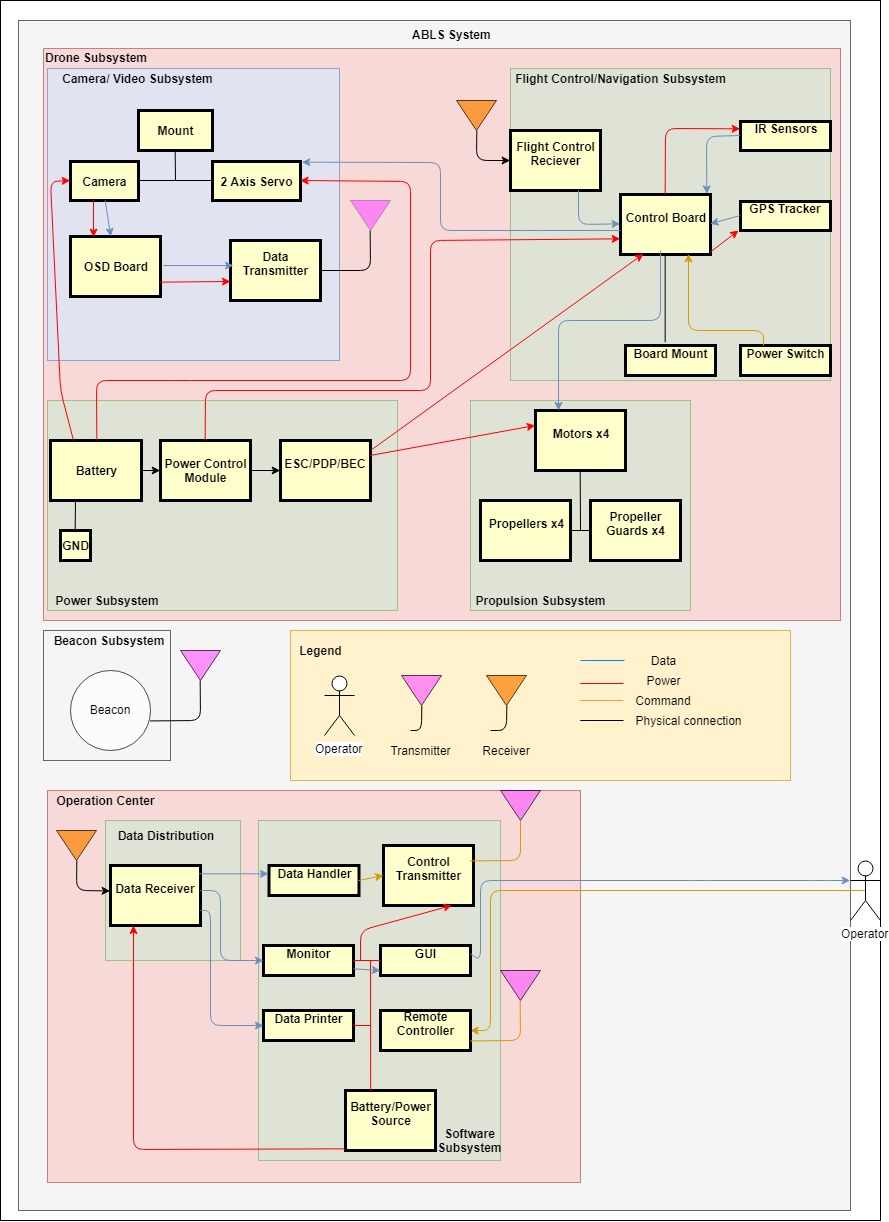 ABLS System
Drone Subsystem
Camera/ Video Subsystem
Mount
Camera
2 Axis Servo
OSD Board
Data
Transmitter
Flight Control/Navigation Subsystem
Flight Control
Reciever
IR Sensors
Control Board
GPS Tracker
Board Mount
Power Switch
Battery
Power Control
Module
ESC/PDP/BEC
GND
Power Subsystem
Motors x4
Propellers x4
Propeller
Guards x4
Propulsion Subsystem
Beacon Subsystem
Beacon
Legend
Operator
Transmitter
Receiver
Data
Power
Command
Physical connection
Operation Center
Data Distribution
Data Receiver
Data Handler
Control
Transmitter
Monitor
GUI
Data Printer
Remote
Controller
Battery/Power
Source
Software
Subsystem
Operator